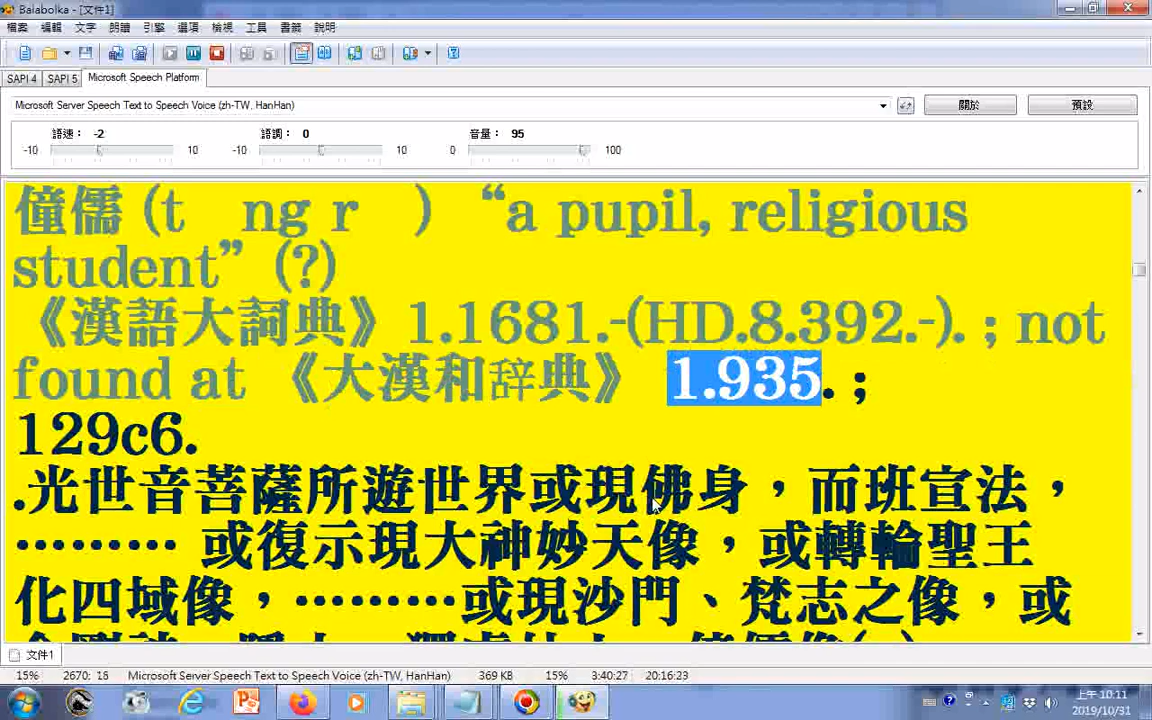 Balabolka - [文件1]
檔案 編輯 文字 朗讀 引擎 選項 檢視 工具 書籤 說明
SAPI 4 SAPI 5 Microsoft Speech Platform
Microsoft Server Speech Text to Speech Voice (zh-TW, HanHan) 關於 預設
語速： -2 語調： 0 音量： 95
-10 10 -10 10 0 100
僮儒 (t ng r ) “a pupil, religious
student” (?)
《漢語大詞典》 1.1681.-(HD.8.392.-). ; not
found at 《大漢和辞典》 1.935. ;
129c6.
.光世音菩薩所遊世界或現佛身，而班宣法，
……… 或復示現大神妙天像，或轉輪聖王
化四域像，………或現沙門、梵志之像，或
文件1
15% 2670: 18 Microsoft Server Speech Text to Speech Voice (zh-TW, HanHan) 369 KB 15% 3:40:27 20:16:23
上午 10:11
2019/10/31